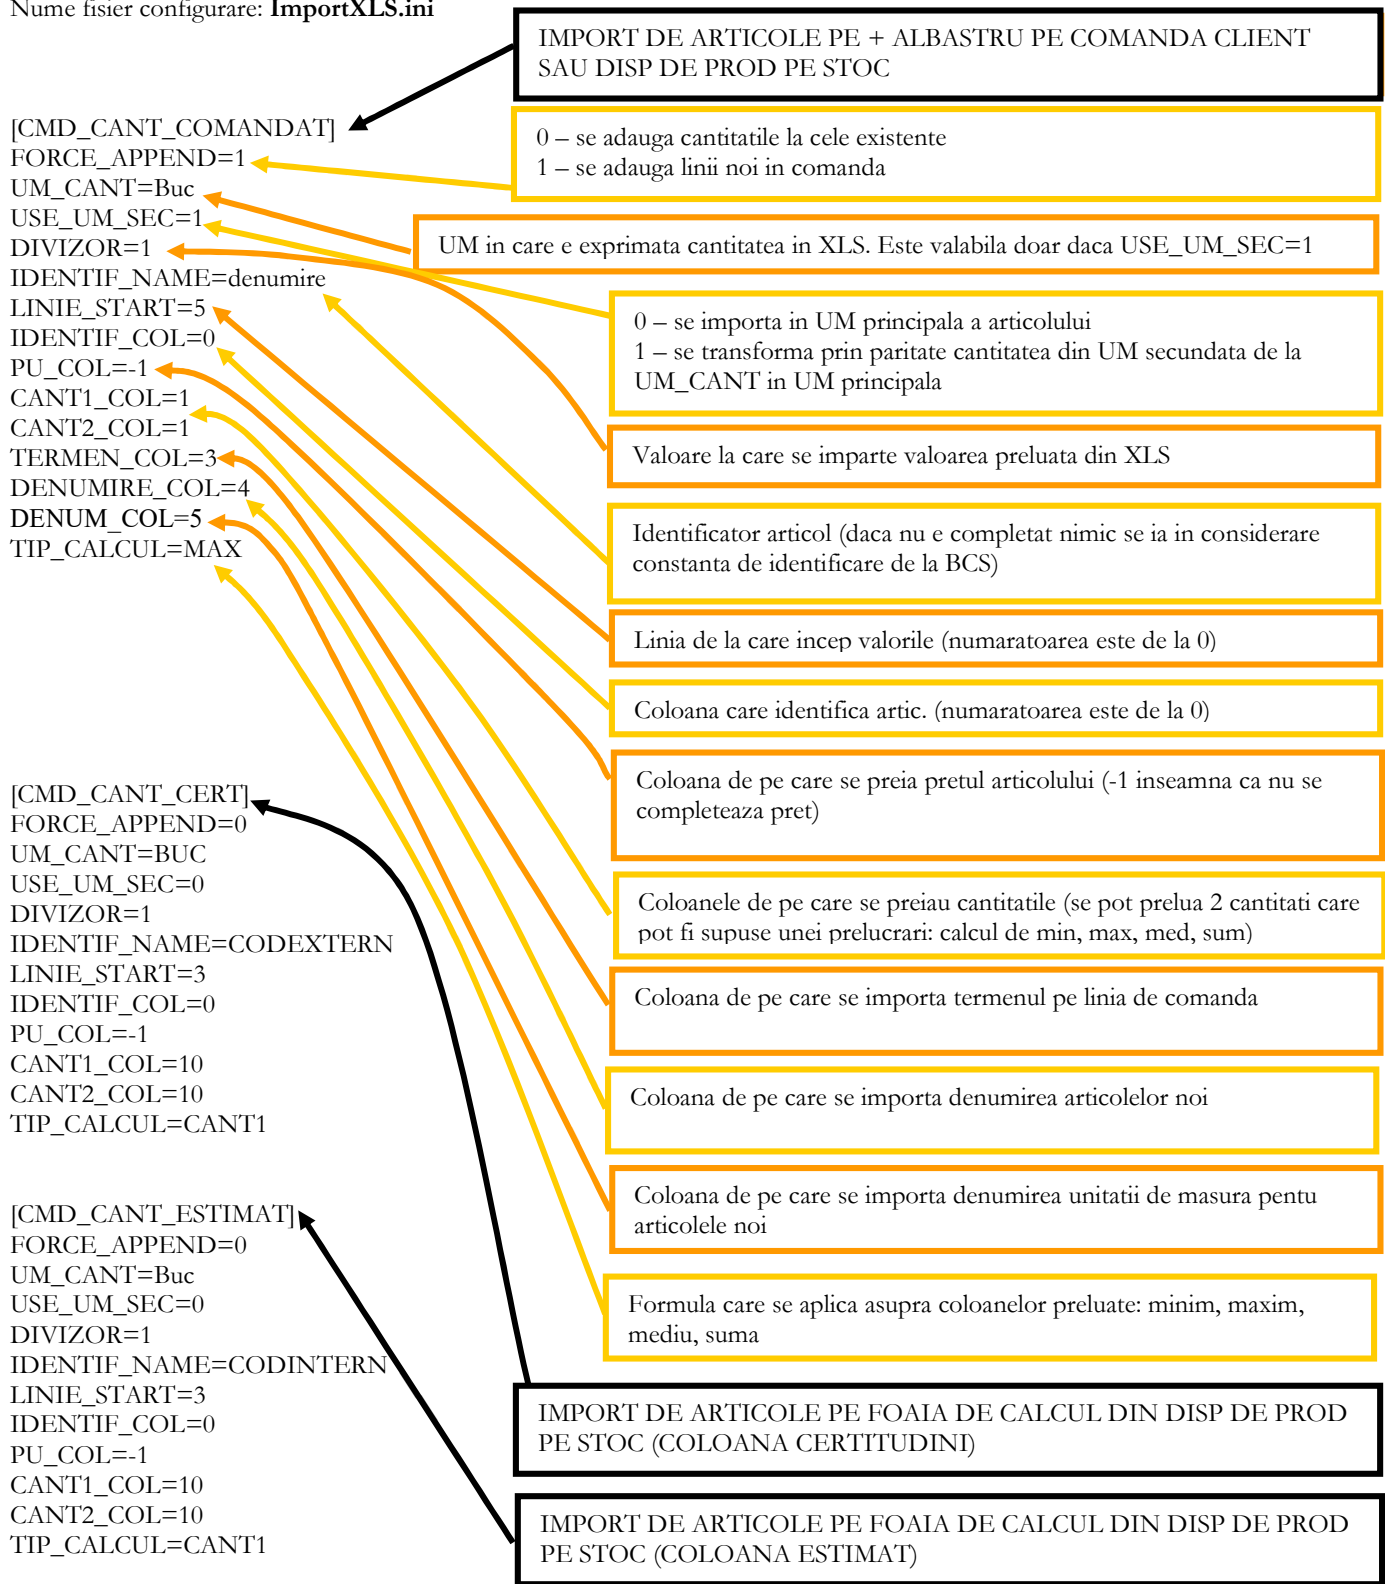 Nume fisier configurare: ImportXLS.ini
IMPORT DE ARTICOLE PE + ALBASTRU PE COMANDA CLIENT
SAU DISP DE PROD PE STOC
[CMD_CANT_COMANDAT]
FORCE_APPEND=1
UM_CANT=Buc
USE_UM_SEC=1
DIVIZOR=1
IDENTIF_NAME=denumire
LINIE_START=5
IDENTIF_COL=0
PU_COL=-1
CANT1_COL=1
CANT2_COL=1
TERMEN_COL=3
DENUMIRE_COL=4
DENUM_COL=5
TIP_CALCUL=MAX
0 – se adauga cantitatile la cele existente
1 – se adauga linii noi in comanda
UM in care e exprimata cantitatea in XLS. Este valabila doar daca USE_UM_SEC=1
0 – se importa in UM principala a articolului
1 – se transforma prin paritate cantitatea din UM secundata de la
UM_CANT in UM principala
Valoare la care se imparte valoarea preluata din XLS
Identificator articol (daca nu e completat nimic se ia in considerare
constanta de identificare de la BCS)
Linia de la care incep valorile (numaratoarea este de la 0)
Coloana care identifica artic. (numaratoarea este de la 0)
Coloana de pe care se preia pretul articolului (-1 inseamna ca nu se
completeaza pret)
Coloanele de pe care se preiau cantitatile (se pot prelua 2 cantitati care
pot fi supuse unei prelucrari: calcul de min, max, med, sum)
Coloana de pe care se importa termenul pe linia de comanda
Coloana de pe care se importa denumirea articolelor noi
Coloana de pe care se importa denumirea unitatii de masura pentu
articolele noi
Formula care se aplica asupra coloanelor preluate: minim, maxim,
mediu, suma
[CMD_CANT_CERT]
FORCE_APPEND=0
UM_CANT=BUC
USE_UM_SEC=0
DIVIZOR=1
IDENTIF_NAME=CODEXTERN
LINIE_START=3
IDENTIF_COL=0
PU_COL=-1
CANT1_COL=10
CANT2_COL=10
TIP_CALCUL=CANT1
[CMD_CANT_ESTIMAT]
FORCE_APPEND=0
UM_CANT=Buc
USE_UM_SEC=0
DIVIZOR=1
IDENTIF_NAME=CODINTERN
LINIE_START=3
IDENTIF_COL=0
PU_COL=-1
CANT1_COL=10
CANT2_COL=10
TIP_CALCUL=CANT1
IMPORT DE ARTICOLE PE FOAIA DE CALCUL DIN DISP DE PROD
PE STOC (COLOANA CERTITUDINI)
IMPORT DE ARTICOLE PE FOAIA DE CALCUL DIN DISP DE PROD
PE STOC (COLOANA ESTIMAT)